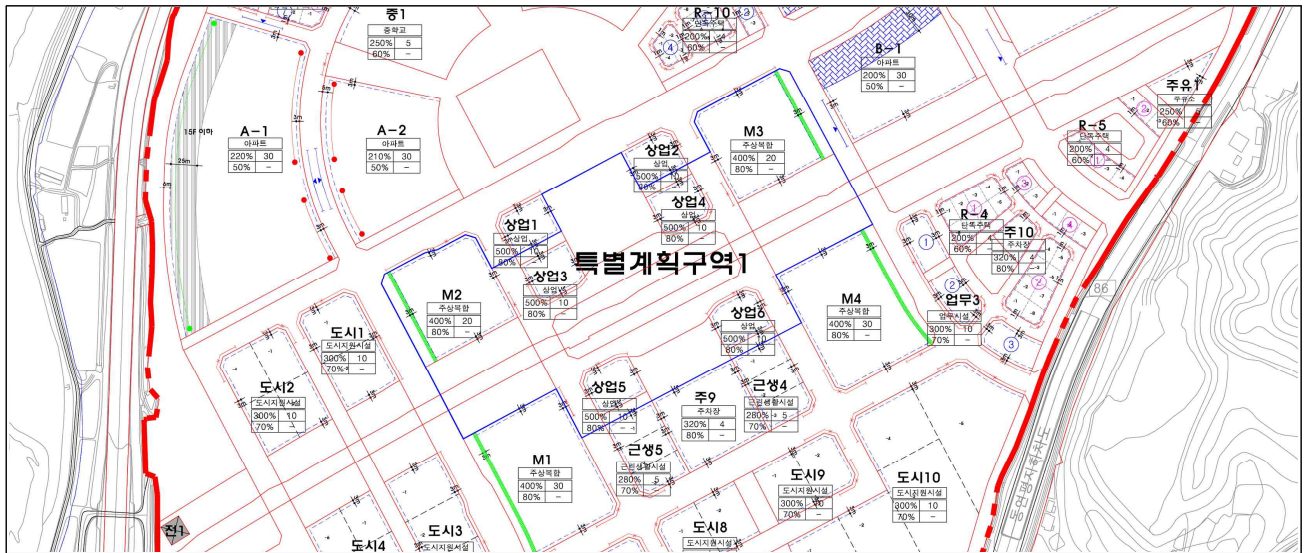 중1
중학교
250% 5
60% -
R-10
단독주택
200% 4
60% -
④
③
B-1
아파트
200% 30
50% -
주유1
주유소
250% 5
60% -
R-5
단독주택
200% 4
60% -
15F 이하
25m
A-1
아파트
220% 30
50% -
A-2
아파트
210% 30
50% -
M3
주상복합
400% 20
80% -
상업2
상업
500% 10
80% -
상업4
상업
500% 10
80% -
상업1
상업
500% 10
80% -
상업3
상업
500% 10
80% -
특별계획구역1
R-4
단독주택
200% 4
60% -
주10
주차장
320% 4
80% -
①
②
③
업무3
업무시설
300% 10
70% -
86
M2
주상복합
400% 20
80% -
M4
주상복합
400% 30
80% -
상업6
상업
500% 10
80% -
도시1
도시지원시설
300% 10
70% -
도시2
도시지원시설
300% 10
70% -
상업5
상업
500% 10
80% -
주9
주차장
320% 4
80% -
근생4
근린생활시설
280% 5
70% -
근생5
근린생활시설
280% 5
70% -
M1
주상복합
400% 30
80% -
도시9
도시지원시설
300% 10
70% -
도시10
도시지원시설
300% 10
70% -
전1
도시4
도시3
도시지원시설
도시8
도시지원시설